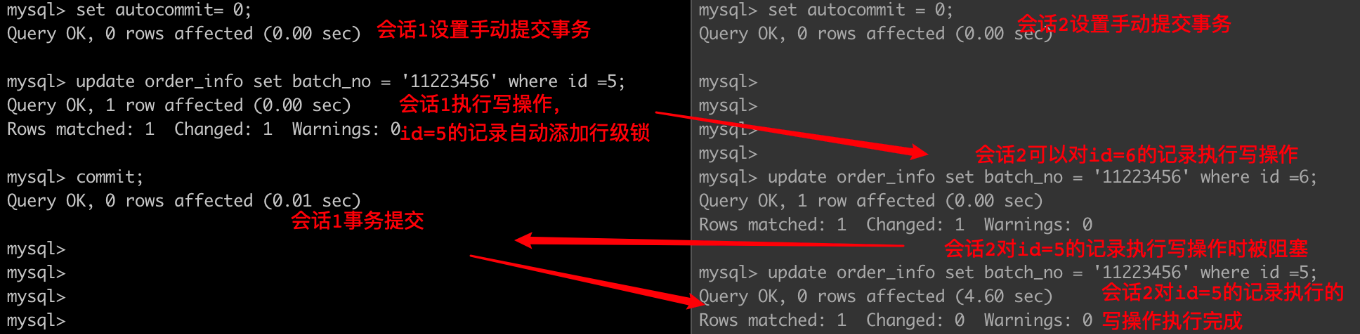 mysql> set autocommit= 0;
Query OK, 0 rows affected (0.00 sec)
会话1设置手动提交事务
mysql> update order_info set batch_no = '11223456' where id =5;
Query OK, 1 row affected (0.00 sec)
会话1执行写操作,
Rows matched: 1  Changed: 1  Warnings: 0
id=5的记录自动添加行级锁
mysql> commit;
Query OK, 0 rows affected (0.01 sec)
会话1事务提交
mysql>
mysql>
mysql>
mysql>
mysql> set autocommit = 0;
会话2设置手动提交事务
Query OK, 0 rows affected (0.00 sec)
mysql>
mysql>
mysql>
mysql>
会话2可以对id=6的记录执行写操作
mysql> update order_info set batch_no = '11223456' where id =6;
Query OK, 1 row affected (0.00 sec)
Rows matched: 1  Changed: 1  Warnings: 0
会话2对id=5的记录执行写操作时被阻塞
mysql> update order_info set batch_no = '11223456' where id =5;
Query OK, 0 rows affected (4.60 sec)
会话2对id=5的记录执行的
Rows matched: 1  Changed: 0  Warnings: 0
写操作执行完成